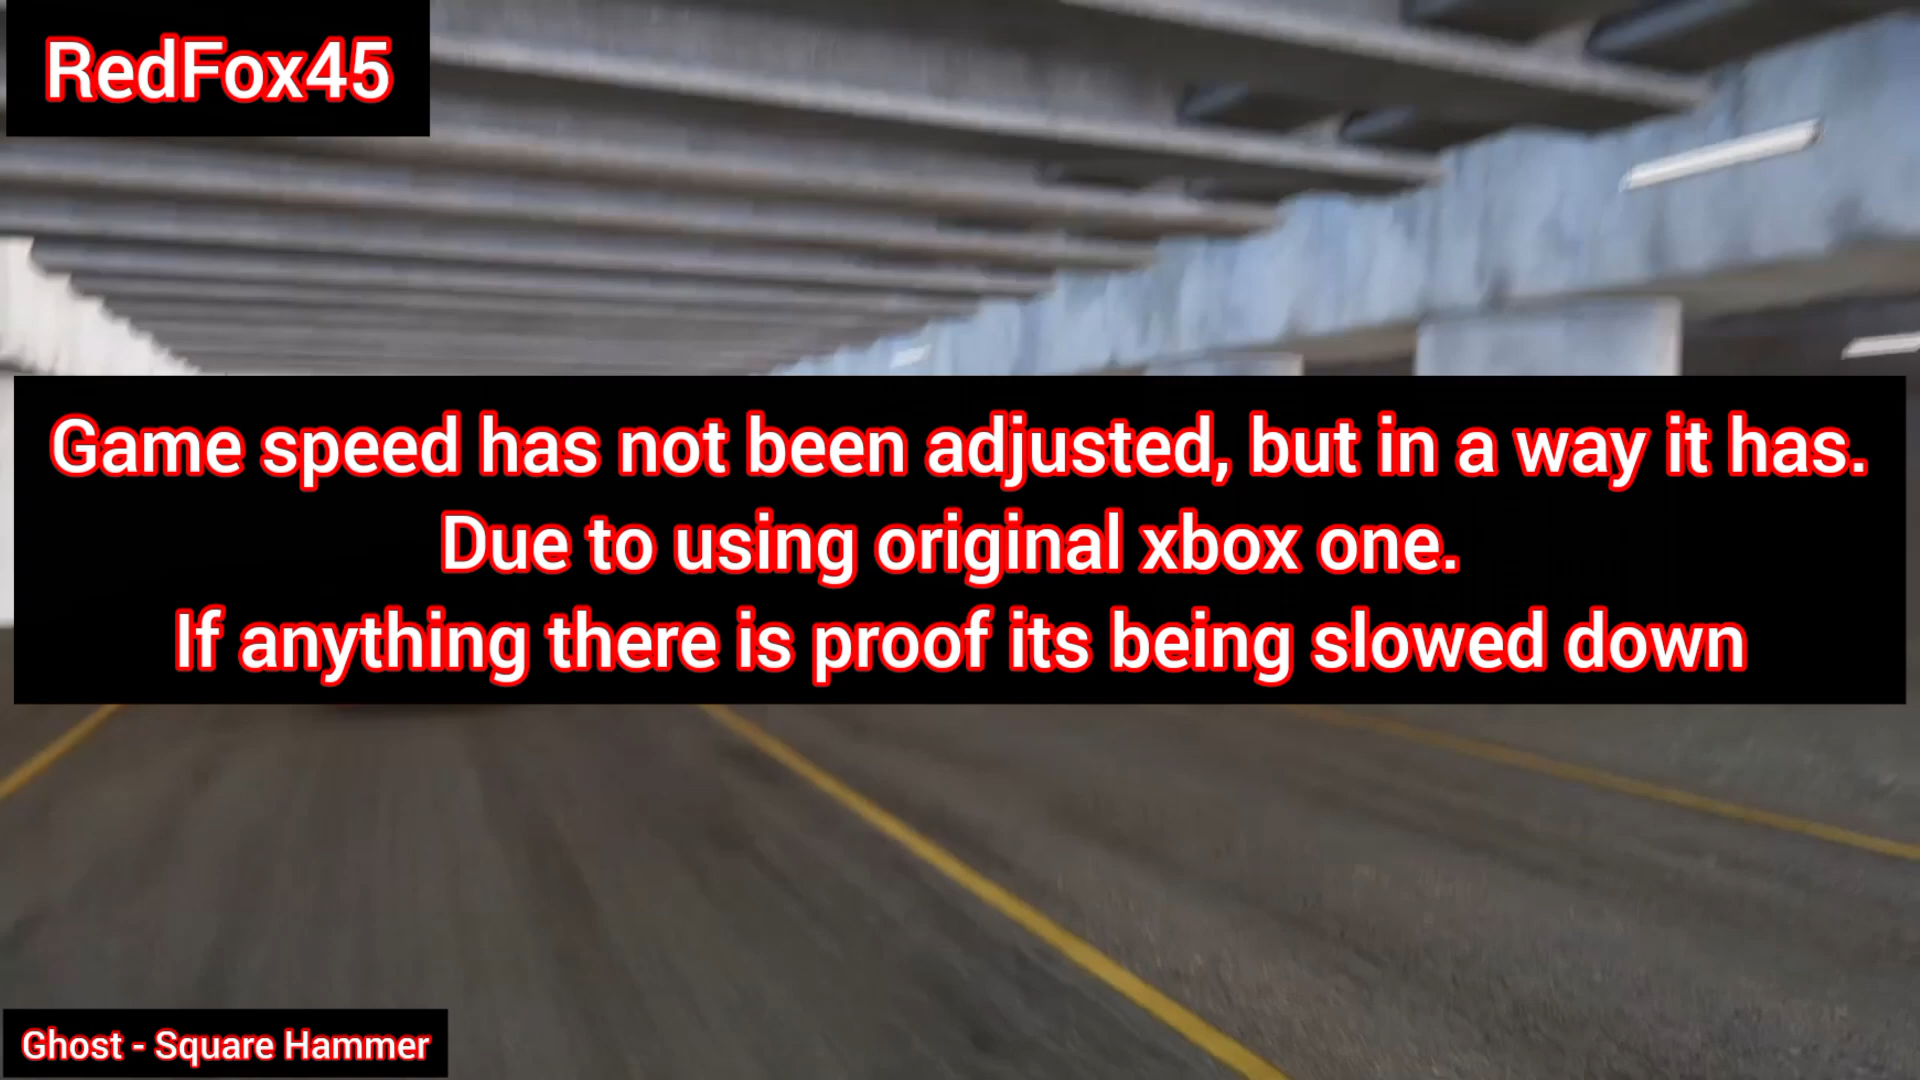 RedFox45
Game speed has not been adjusted, but in a way it has.
Due to using original xbox one.
If anything there is proof its being slowed down
Ghost - Square Hammer